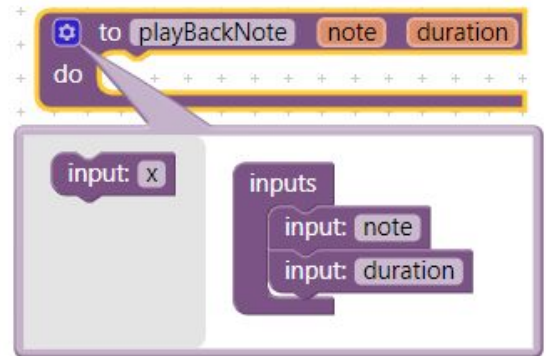 to playBackNote note duration
do
input: x
inputs
input: note
input: duration